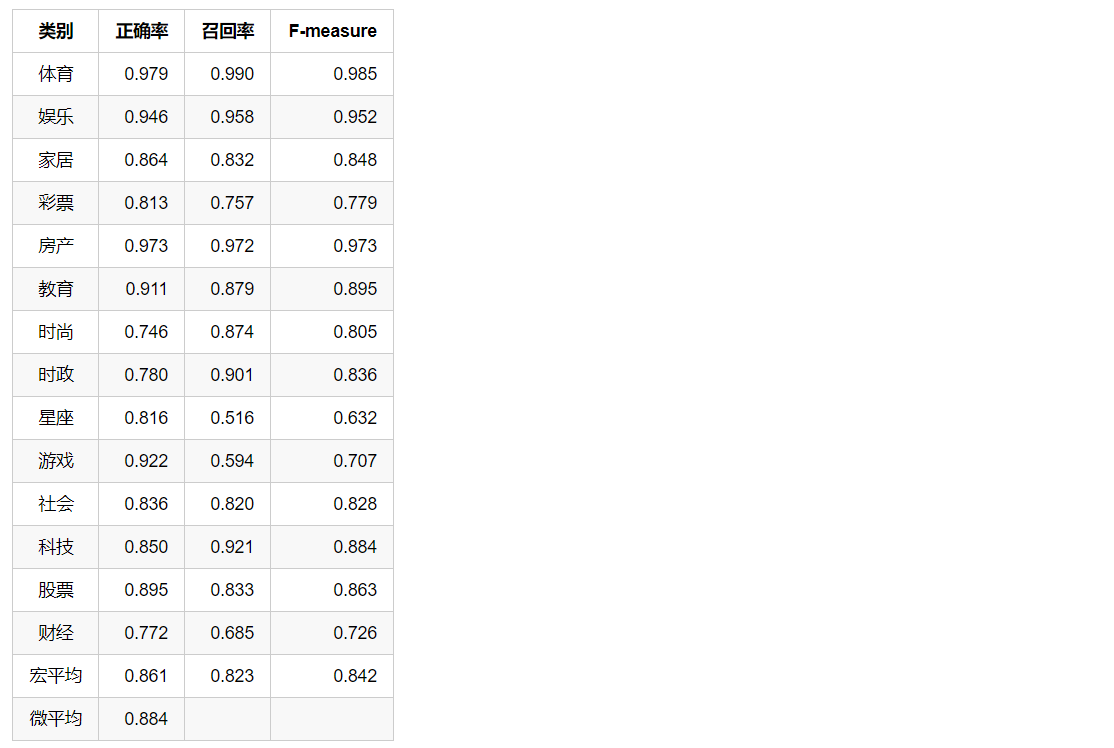 类别 正确率 召回率 F-measure
体育 0.979 0.990 0.985
娱乐 0.946 0.958 0.952
家居 0.864 0.832 0.848
彩票 0.813 0.757 0.779
房产 0.973 0.972 0.973
教育 0.911 0.879 0.895
时尚 0.746 0.874 0.805
时政 0.780 0.901 0.836
星座 0.816 0.516 0.632
游戏 0.922 0.594 0.707
社会 0.836 0.820 0.828
科技 0.850 0.921 0.884
股票 0.895 0.833 0.863
财经 0.772 0.685 0.726
宏平均 0.861 0.823 0.842
微平均 0.884